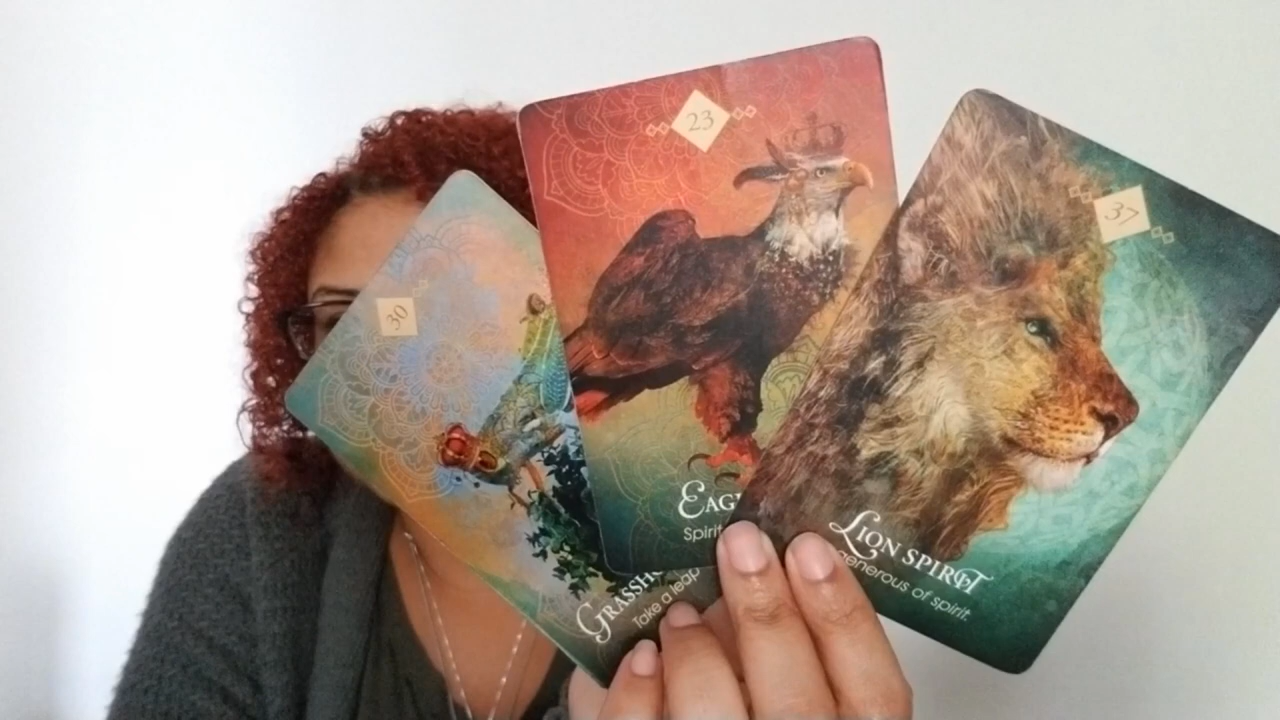 30
Grassh
Take a leap
23
Eag
Spirit
37
Lion Spirit
generous of spirit.